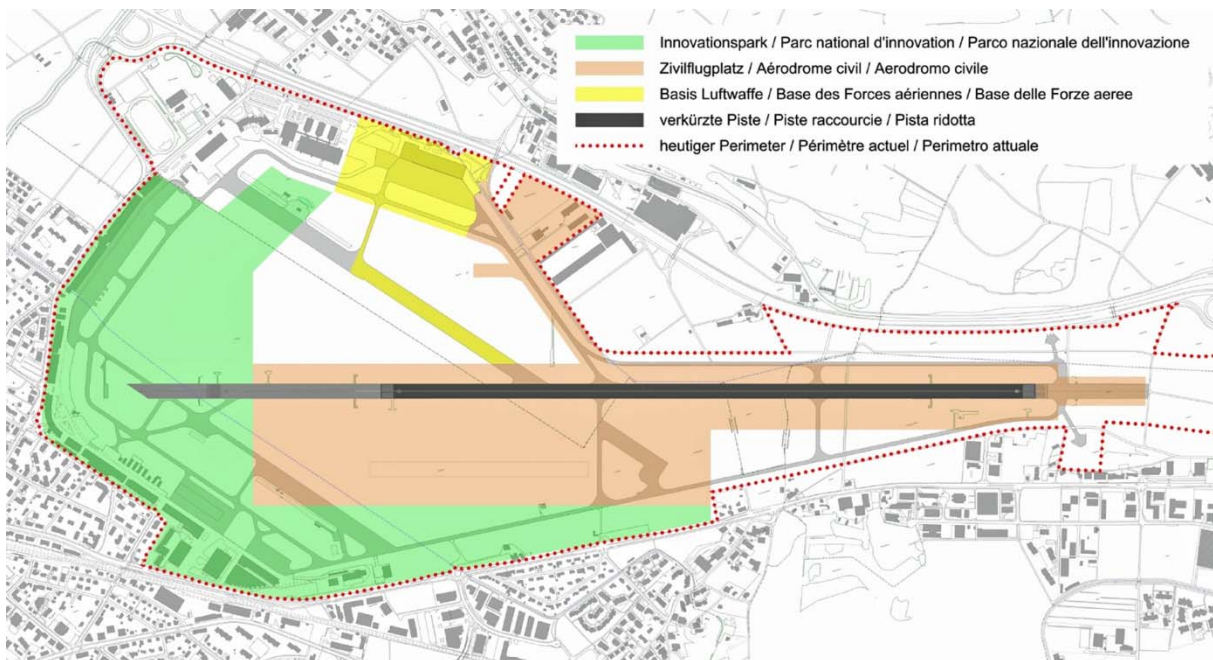 Innovationspark / Parc national d'innovation / Parco nazionale dell'innovazione
Zivilflugplatz / Aérodrome civil / Aerodromo civile
Basis Luftwaffe / Base des Forces aériennes / Base delle Forze aeree
verkürzte Piste / Piste raccourcie / Pista ridotta
heutiger Perimeter / Périmètre actuel / Perimetro attuale